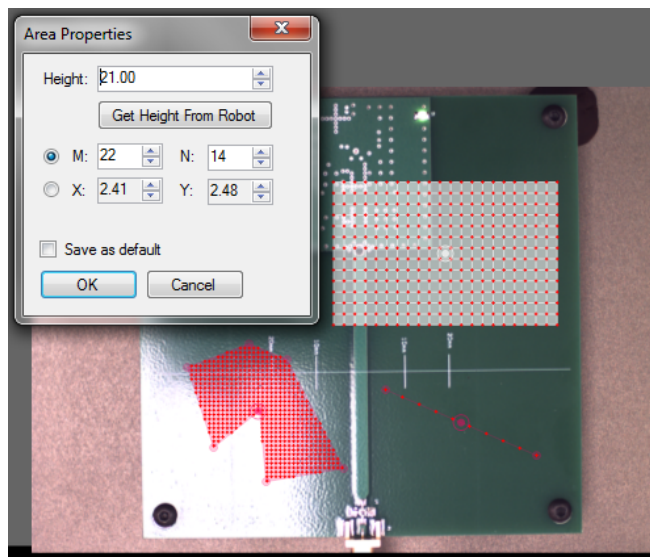 Area Properties
Height: 21.00
Get Height From Robot
M: 22 N: 14
X: 2.41 Y: 2.48
Save as default
OK Cancel